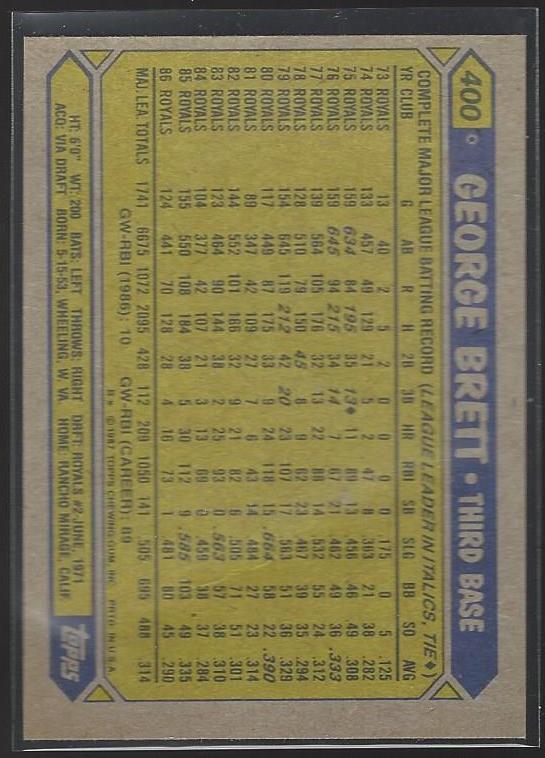 400 GEORGE BRETT • THIRD BASE
COMPLETE MAJOR LEAGUE BATTING RECORD (LEAGUE LEADER IN ITALICS, TIE♦)
YR CLUB G AB R H 2B 3B HR RBI SB SLG BB SO AVG
73 ROYALS 13 40 2 5 2 0 0 0 0 .175 0 5 .125
74 ROYALS 133 457 49 129 21 5 2 47 8 .363 21 38 .282
75 ROYALS 159 634 84 195 35 13♦ 11 89 13 .456 46 49 .308
76 ROYALS 159 645 94 215 34 14 7 67 21 .462 49 36 .333
77 ROYALS 139 564 105 176 32 13 22 88 14 .532 55 24 .312
78 ROYALS 128 510 79 150 45 8 9 62 23 .467 39 35 .294
79 ROYALS 154 645 119 212 42 20 23 107 17 .563 51 36 .329
80 ROYALS 117 449 87 175 33 9 24 118 15 .664 58 22 .390
81 ROYALS 89 347 42 109 27 7 6 43 14 .484 27 23 .314
82 ROYALS 144 552 101 166 32 9 21 82 6 .505 71 51 .301
83 ROYALS 123 464 90 144 38 2 25 93 0 .563 57 38 .310
84 ROYALS 104 377 42 107 21 3 13 69 0 .459 38 37 .284
85 ROYALS 155 550 108 184 38 5 30 112 9 .585 103 49 .335
86 ROYALS 124 441 70 128 28 4 16 73 1 .481 80 45 .290
MAJ. LEA. TOTALS 1741 6675 1072 2095 428 112 209 1050 141 .505 695 488 .314
GW-RBI (1986): 10 GW-RBI (CAREER): 89
B* ©1987 TOPPS CHEWING GUM, INC. PRTD. IN U.S.A.
HT: 6'0" WT: 200 BATS: LEFT THROWS: RIGHT DRFT: ROYALS #2-JUNE, 1971
ACQ: VIA DRAFT BORN: 5-15-53, WHEELING, W. VA. HOME: RANCHO MIRAGE, CALIF.
TOPPS